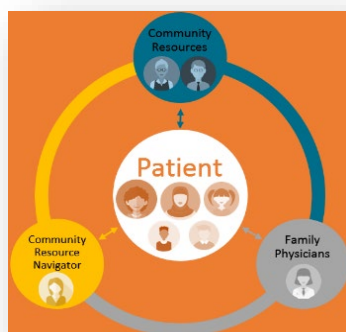 Community
Resources
Patient
Community
Resource
Navigator
Family
Physicians